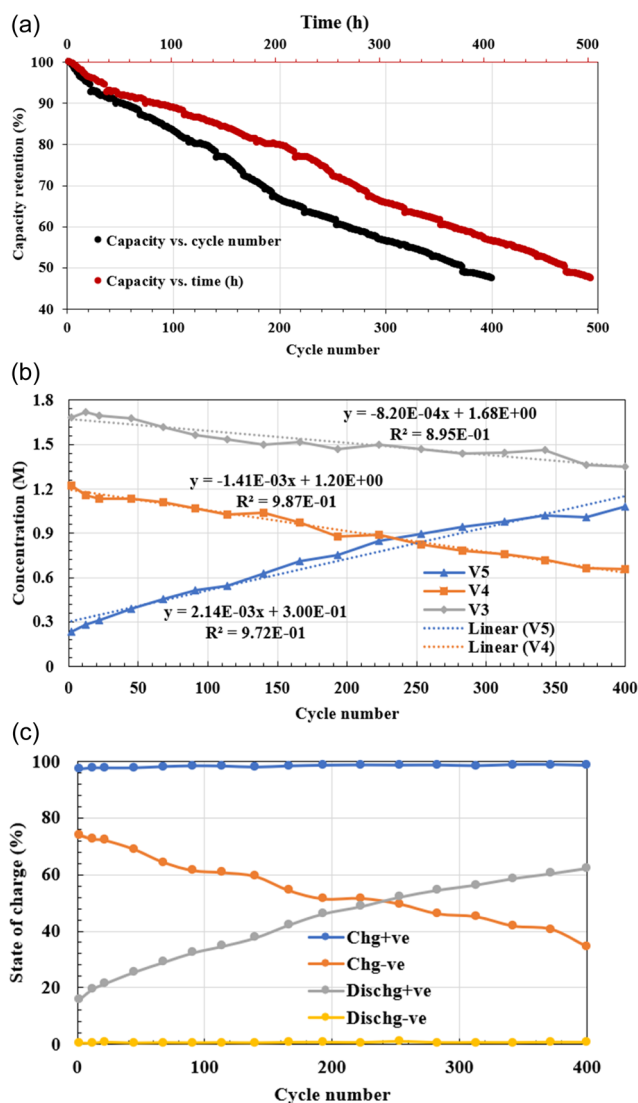 (a)
Time (h)
0 100 200 300 400 500
100
90
80
70
60
50
40
Capacity retention (%)
Capacity vs. cycle number
Capacity vs. time (h)
0 100 200 300 400 500
Cycle number
(b)
1.8
1.5
1.2
0.9
0.6
0.3
0
Concentration (M)
y = -8.20E-04x + 1.68E+00
R² = 8.95E-01
y = -1.41E-03x + 1.20E+00
R² = 9.87E-01
y = 2.14E-03x + 3.00E-01
R² = 9.72E-01
V5
V4
V3
Linear (V5)
Linear (V4)
0 50 100 150 200 250 300 350 400
Cycle number
(c)
100
80
60
40
20
0
State of charge (%)
Chg+ve
Chg-ve
Dischg+ve
Dischg-ve
0 100 200 300 400
Cycle number